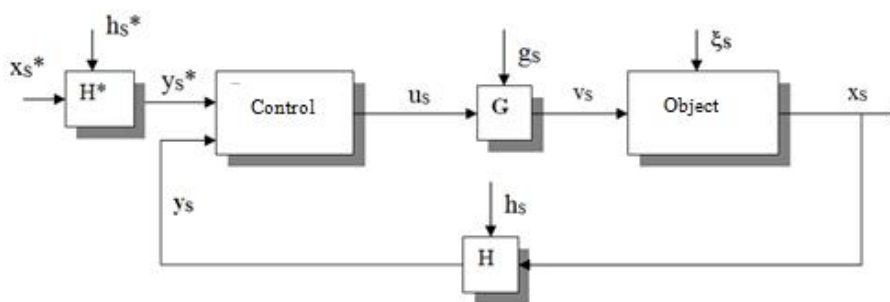 hs*
xs*
H*
ys*
Control
us
gs
G
vs
ξs
Object
xs
ys
hs
H